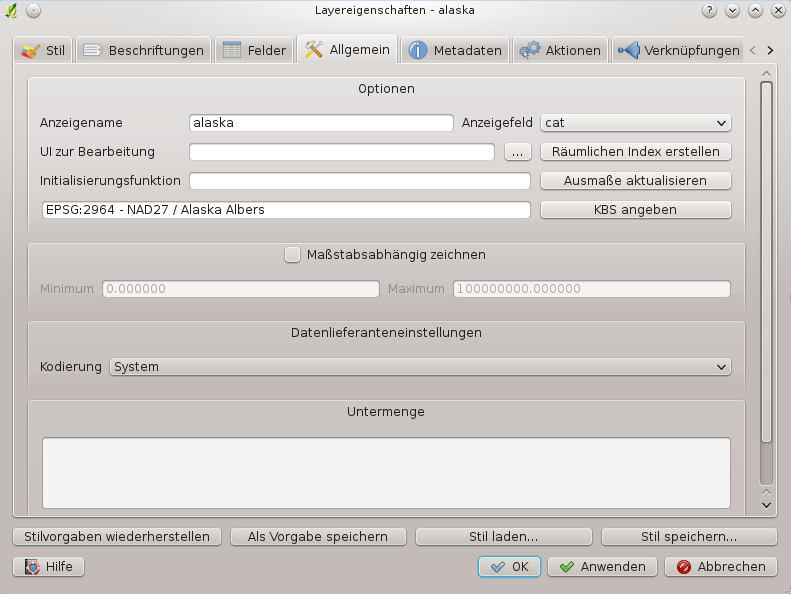 Layereigenschaften - alaska
Stil Beschriftungen Felder Allgemein Metadaten Aktionen Verknüpfungen
Optionen
Anzeigename alaska Anzeigefeld cat
UI zur Bearbeitung ... Räumlichen Index erstellen
Initialisierungsfunktion Ausmaße aktualisieren
EPSG:2964 - NAD27 / Alaska Albers KBS angeben
Maßstabsabhängig zeichnen
Minimum 0.000000 Maximum 100000000.000000
Datenlieferanteneinstellungen
Kodierung System
Untermenge
Stilvorgaben wiederherstellen Als Vorgabe speichern Stil laden... Stil speichern...
Hilfe OK Anwenden Abbrechen